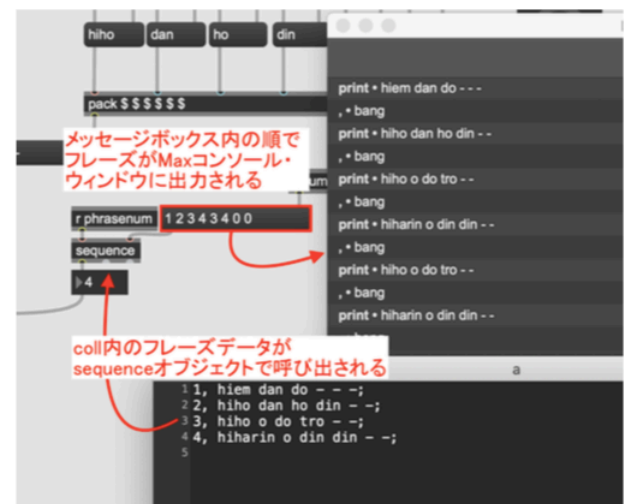 hiho
dan
ho
din
pack $ $ $ $ $ $
メッセージボックス内の順で
フレーズがMaxコンソール・
ウィンドウに出力される
um
r phrasenum
1 2 3 4 3 4 0 0
sequence
4
coll内のフレーズデータが
sequenceオブジェクトで呼び出される
print • hiem dan do - - -
, • bang
print • hiho dan ho din - -
, • bang
print • hiho o do tro - -
, • bang
print • hiharin o din din - -
, • bang
print • hiho o do tro - -
, • bang
print • hiharin o din din - -
a
1 1, hiem dan do - - -;
2 2, hiho dan ho din - -;
3 3, hiho o do tro - -;
4 4, hiharin o din din - -;
5